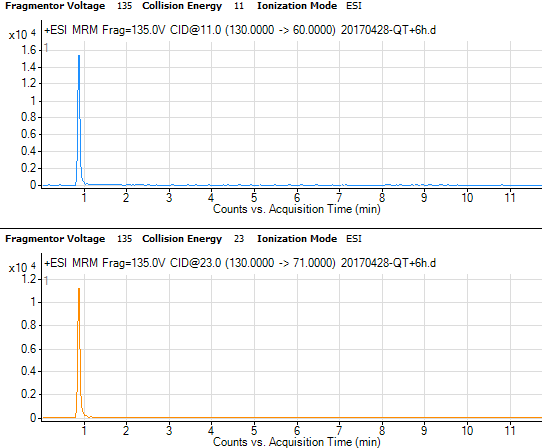 Fragmentor Voltage 135 Collision Energy 11 Ionization Mode ESI
x10 4
+ESI MRM Frag=135.0V CID@11.0 (130.0000 -> 60.0000) 20170428-QT+6h.d
1
1.6
1.4
1.2
1
0.8
0.6
0.4
0.2
0
1 2 3 4 5 6 7 8 9 10 11
Counts vs. Acquisition Time (min)
Fragmentor Voltage 135 Collision Energy 23 Ionization Mode ESI
x10 4
+ESI MRM Frag=135.0V CID@23.0 (130.0000 -> 71.0000) 20170428-QT+6h.d
1.2
1
1
0.8
0.6
0.4
0.2
0
1 2 3 4 5 6 7 8 9 10 11
Counts vs. Acquisition Time (min)